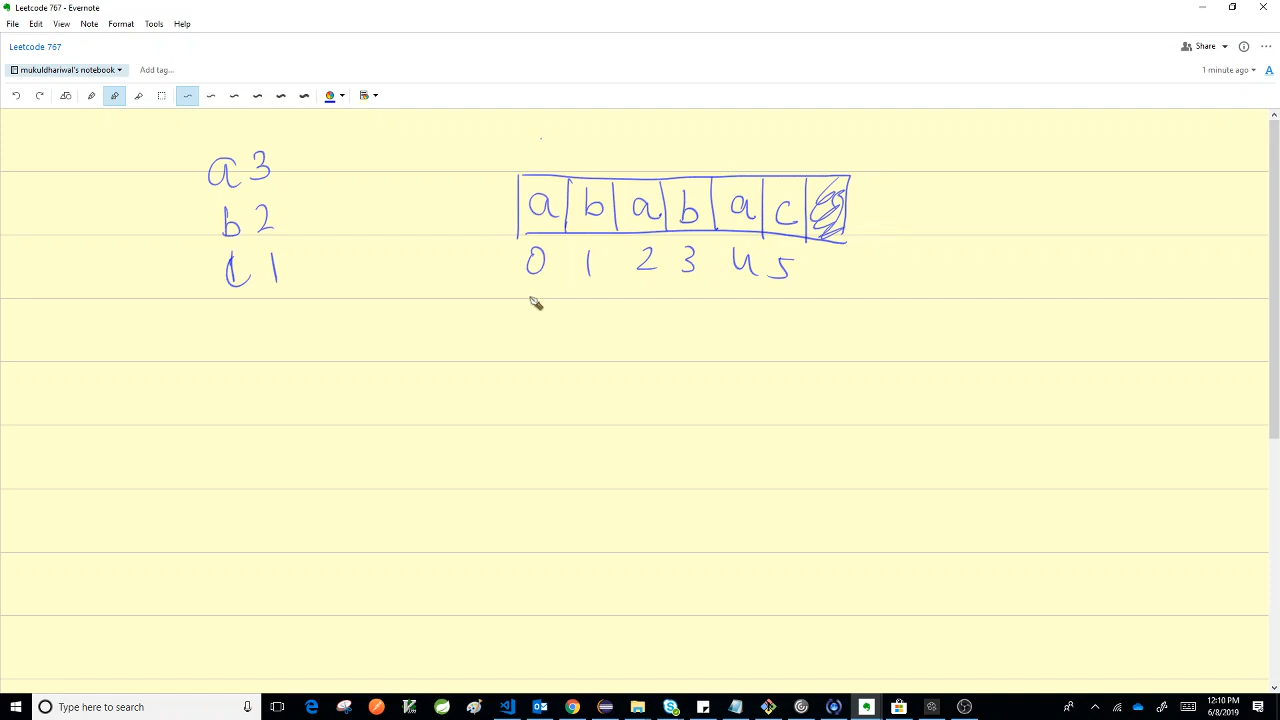 Leetcode 767 - Evernote
File Edit View Note Format Tools Help
Leetcode 767
Share
mukuldhariwal's notebook Add tag...
1 minute ago
a 3
b 2
c 1
a b a b a c
0 1 2 3 4 5
Type here to search
12:10 PM
6/8/2019